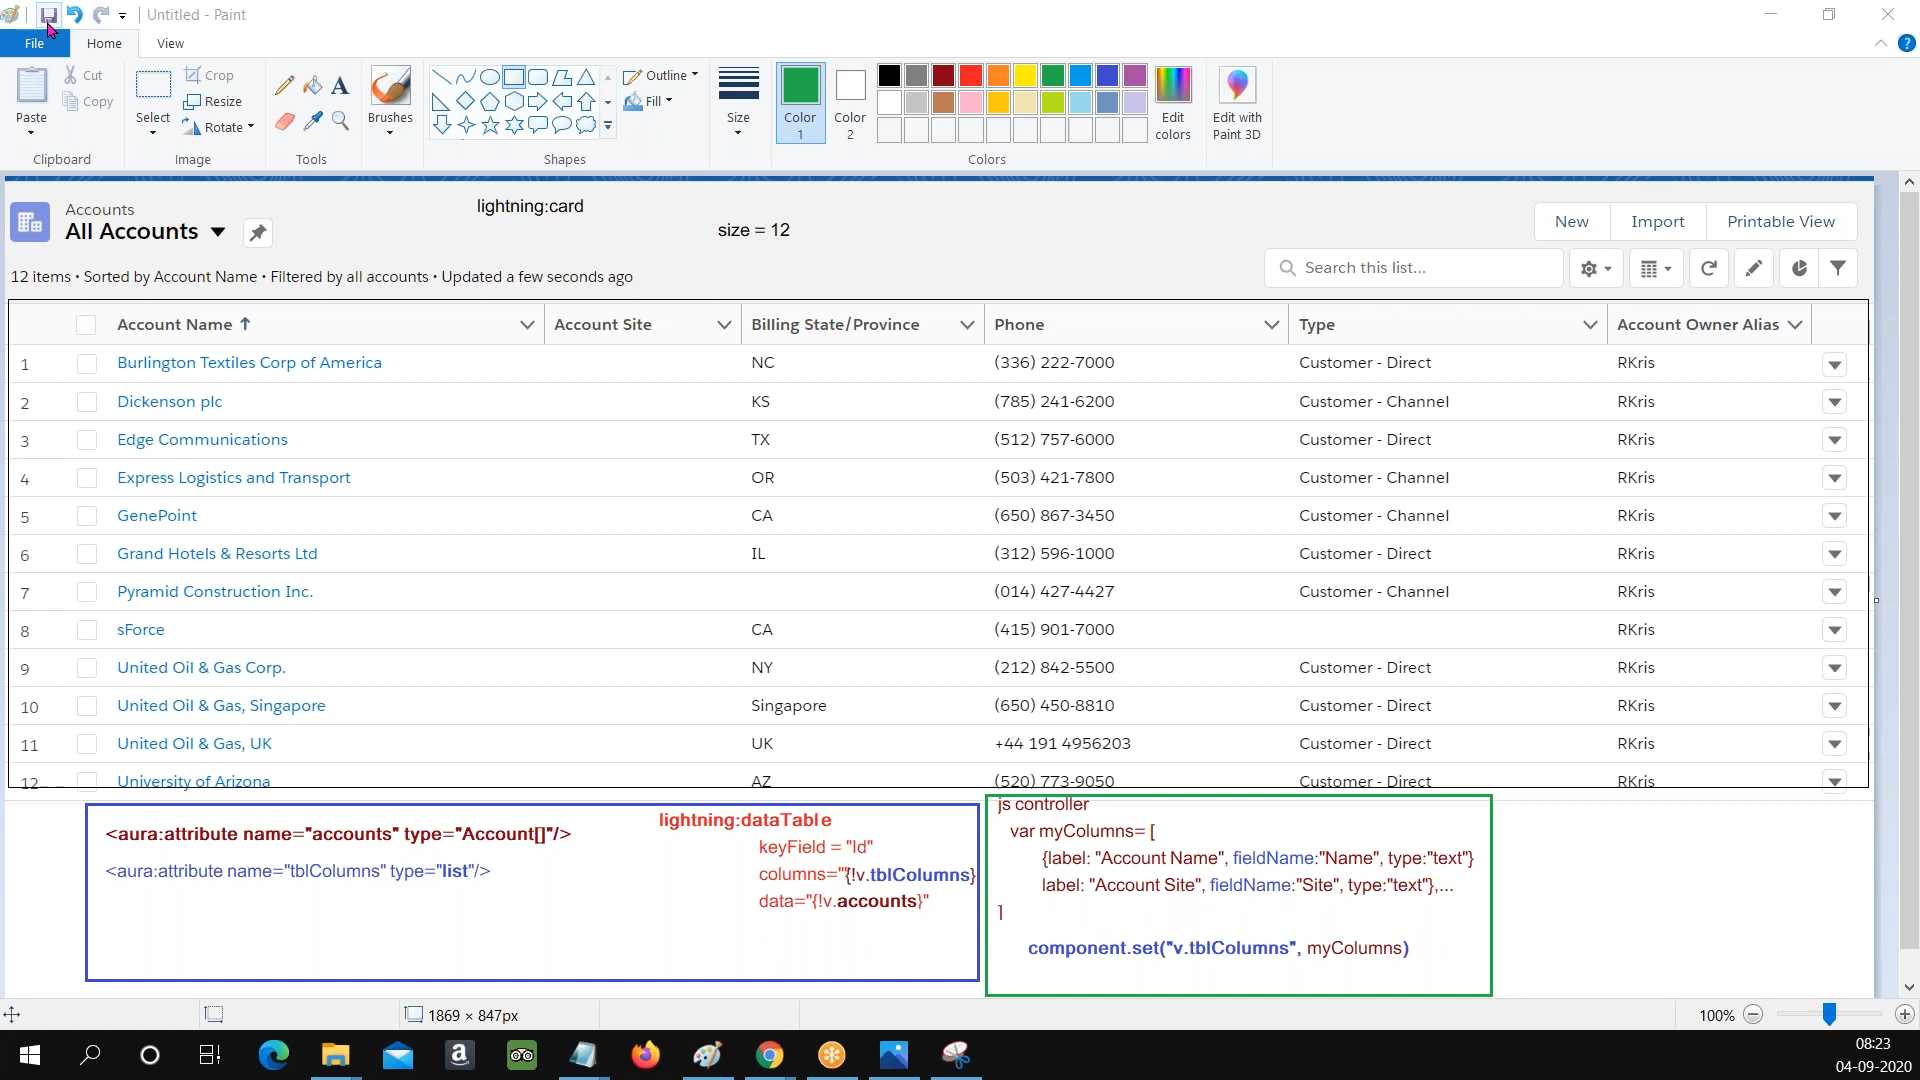 Untitled - Paint
File
Home
View
Paste
Cut
Copy
Clipboard
Select
Crop
Resize
Rotate
Image
Tools
Brushes
Outline
Fill
Shapes
Size
Color 1
Color 2
Edit colors
Colors
Edit with Paint 3D
Accounts
All Accounts
lightning:card
size = 12
New
Import
Printable View
12 items • Sorted by Account Name • Filtered by all accounts • Updated a few seconds ago
Search this list...
Account Name Account Site Billing State/Province Phone Type Account Owner Alias
1 Burlington Textiles Corp of America NC (336) 222-7000 Customer - Direct RKris
2 Dickenson plc KS (785) 241-6200 Customer - Channel RKris
3 Edge Communications TX (512) 757-6000 Customer - Direct RKris
4 Express Logistics and Transport OR (503) 421-7800 Customer - Channel RKris
5 GenePoint CA (650) 867-3450 Customer - Channel RKris
6 Grand Hotels & Resorts Ltd IL (312) 596-1000 Customer - Direct RKris
7 Pyramid Construction Inc. (014) 427-4427 Customer - Channel RKris
8 sForce CA (415) 901-7000 RKris
9 United Oil & Gas Corp. NY (212) 842-5500 Customer - Direct RKris
10 United Oil & Gas, Singapore Singapore (650) 450-8810 Customer - Direct RKris
11 United Oil & Gas, UK UK +44 191 4956203 Customer - Direct RKris
12 University of Arizona AZ (520) 773-9050 Customer - Direct RKris
<aura:attribute name="accounts" type="Account[]"/>
<aura:attribute name="tblColumns" type="list"/>
lightning:dataTable
keyField = "Id"
columns="{!v.tblColumns}
data="{!v.accounts}"
js controller
var myColumns= [
{label: "Account Name", fieldName:"Name", type:"text"}
label: "Account Site", fieldName:"Site", type:"text"},...
]
component.set("v.tblColumns", myColumns)
1869 × 847px
100%
08:23
04-09-2020